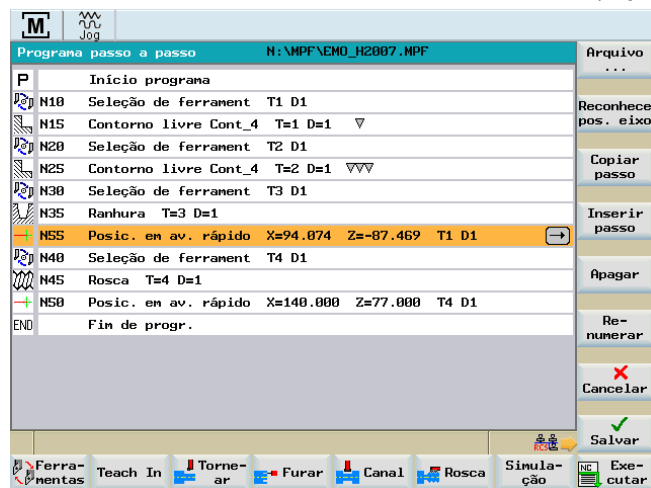 M
Jog
Programa passo a passo N:\MPF\EMO_H2007.MPF
P Início programa
N10 Seleção de ferrament T1 D1
N15 Contorno livre Cont_4 T=1 D=1 ▽
N20 Seleção de ferrament T2 D1
N25 Contorno livre Cont_4 T=2 D=1 ▽▽▽
N30 Seleção de ferrament T3 D1
N35 Ranhura T=3 D=1
N55 Posic. em av. rápido X=94.074 Z=-87.469 T1 D1
N40 Seleção de ferrament T4 D1
N45 Rosca T=4 D=1
N50 Posic. em av. rápido X=140.000 Z=77.000 T4 D1
END Fim de progr.
Arquivo
...
Reconhece
pos. eixo
Copiar
passo
Inserir
passo
Apagar
Re-
numerar
Cancelar
Salvar
RCS
Ferra-
mentas
Teach In
Torne-
ar
Furar
Canal
Rosca
Simula-
ção
NC Exe-
cutar